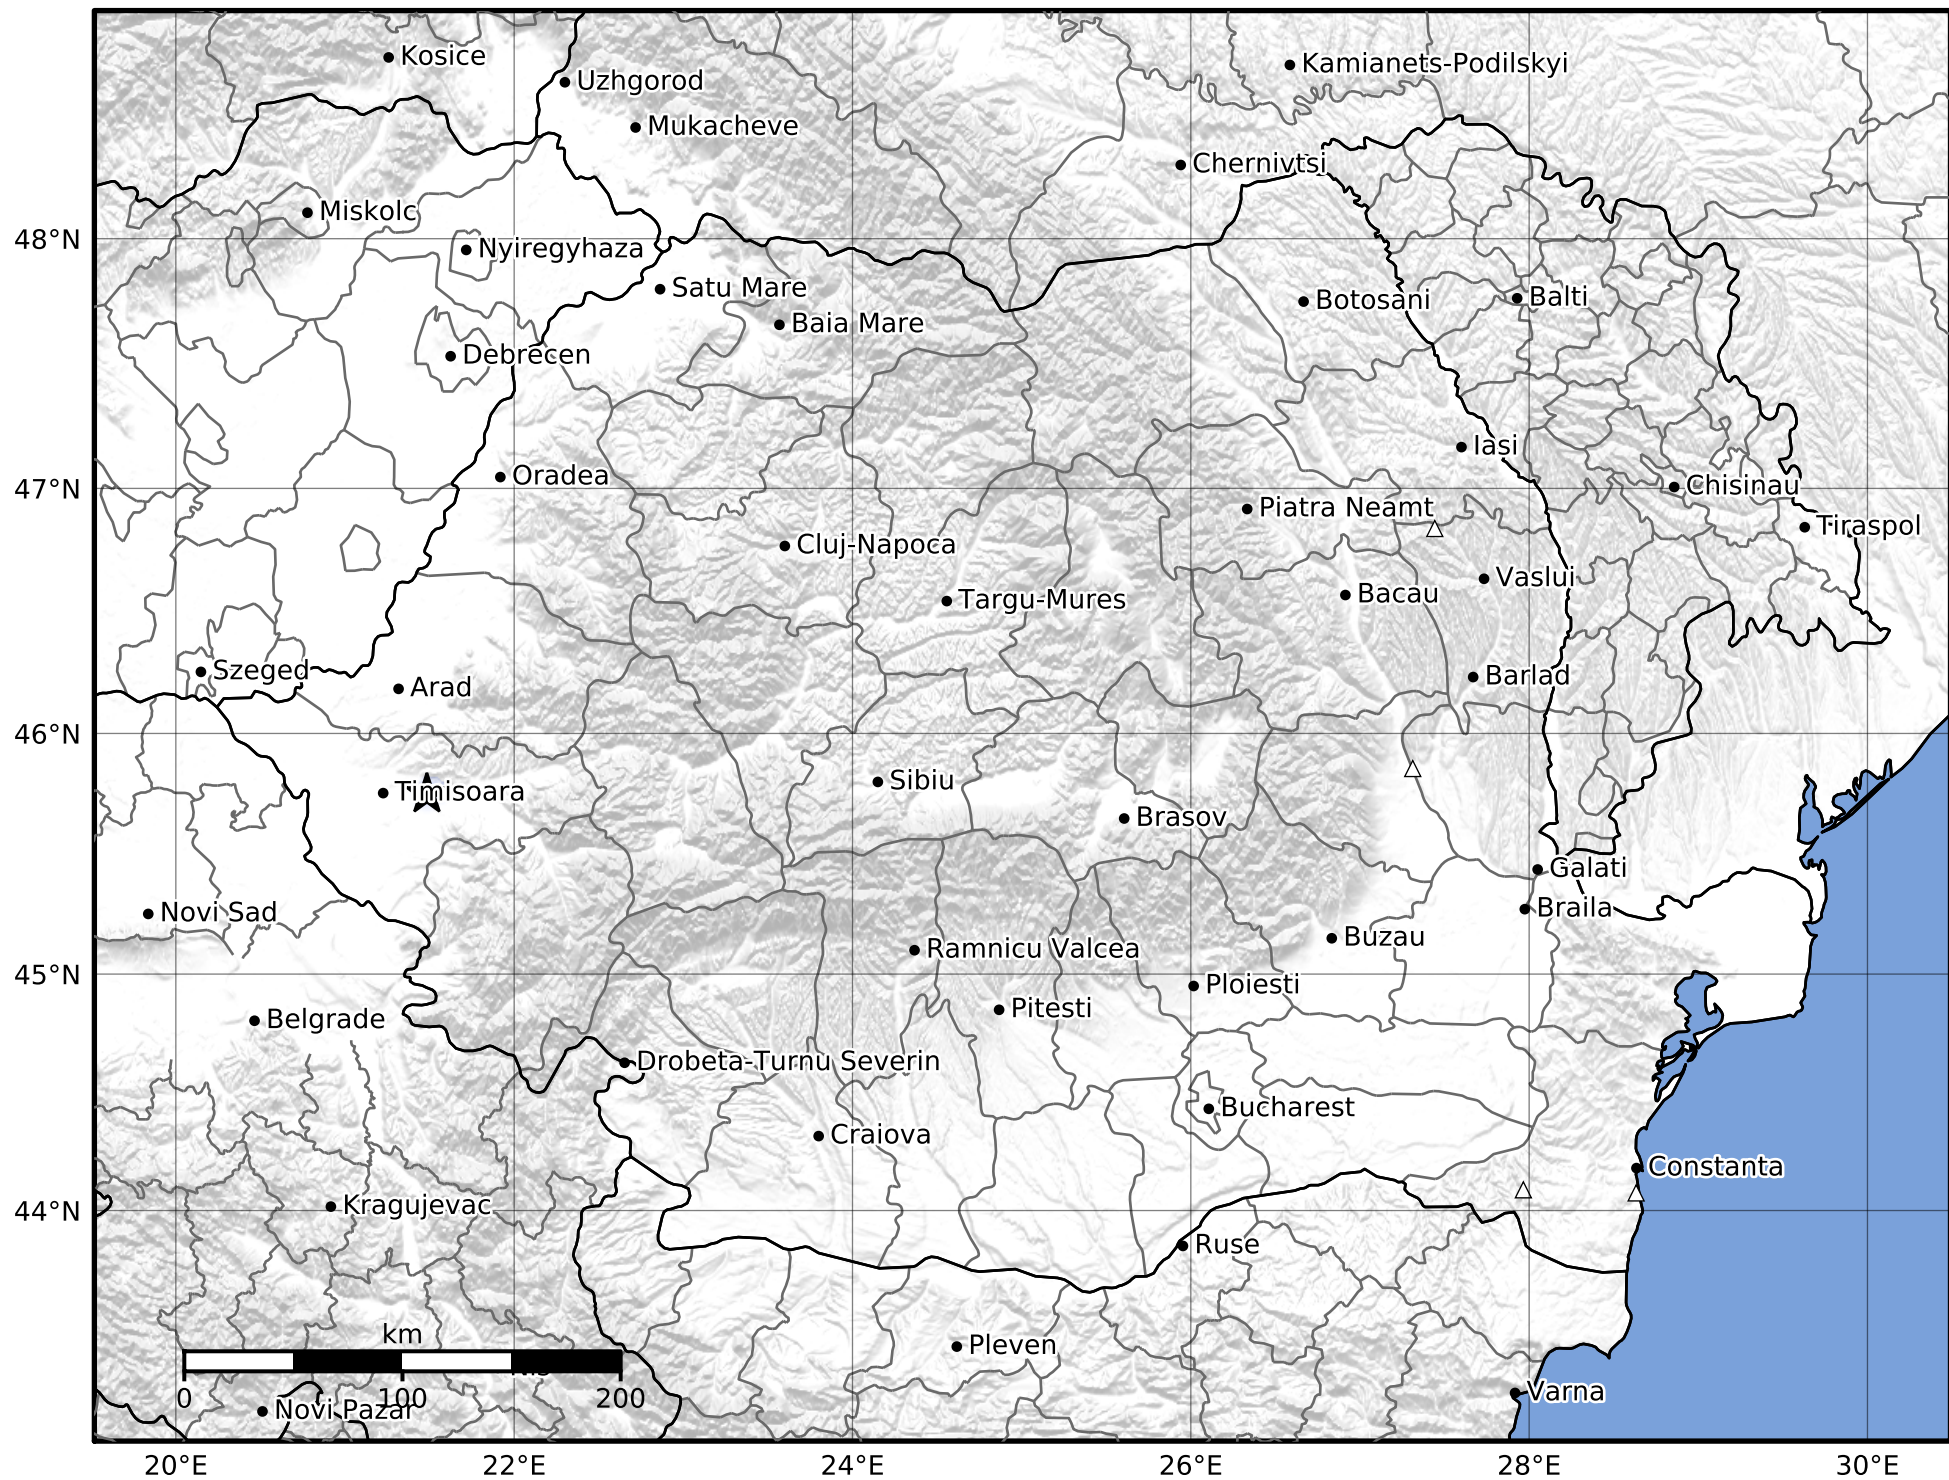 Kosice
Uzhgorod
Kamianets-Podilskyi
Mukacheve
Chernivtsi
Miskolc
48°N
Nyiregyhaza
Satu Mare
Botosani
Balti
Baia Mare
Debrecen
Iasi
Oradea
47°N
Chisinau
Piatra Neamt
Tiraspol
Cluj-Napoca
Vaslui
Bacau
Targu-Mures
Szeged
Arad
Barlad
46°N
Timisoara
Sibiu
Brasov
Galati
Braila
Novi Sad
Buzau
Ramnicu Valcea
45°N
Ploiesti
Pitesti
Belgrade
Drobeta-Turnu Severin
Bucharest
Craiova
Constanta
Kragujevac
44°N
Ruse
km
Pleven
0 100 200
Varna
Novi Pazar
20°E 22°E 24°E 26°E 28°E 30°E